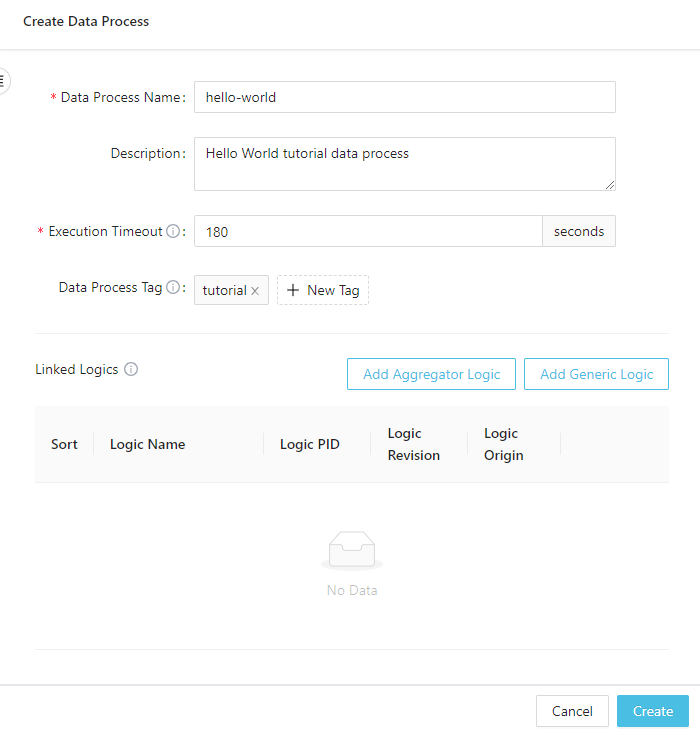 Create Data Process
* Data Process Name:
hello-world
Description:
Hello World tutorial data process
* Execution Timeout :
180
seconds
Data Process Tag :
tutorial ×
+ New Tag
Linked Logics
Add Aggregator Logic
Add Generic Logic
Sort
Logic Name
Logic PID
Logic
Revision
Logic
Origin
No Data
Cancel
Create